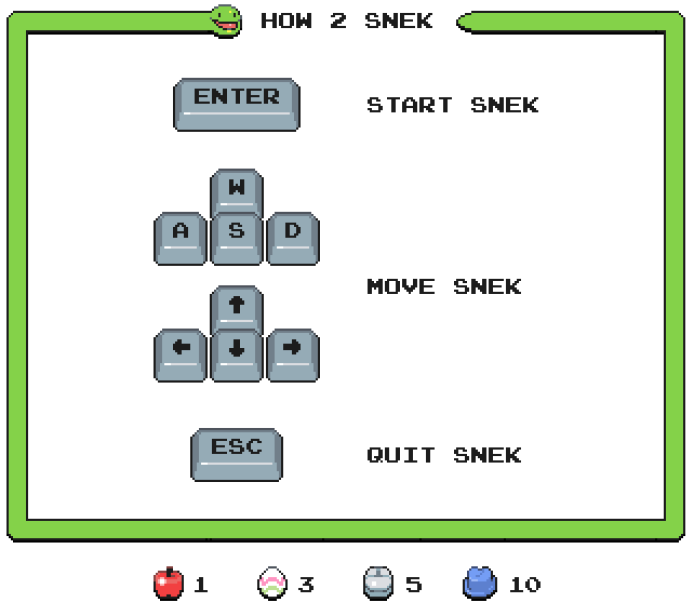 HOW 2 SNEK
ENTER START SNEK
W
A S D
MOVE SNEK
↑
← ↓ →
ESC QUIT SNEK
1 3 5 10